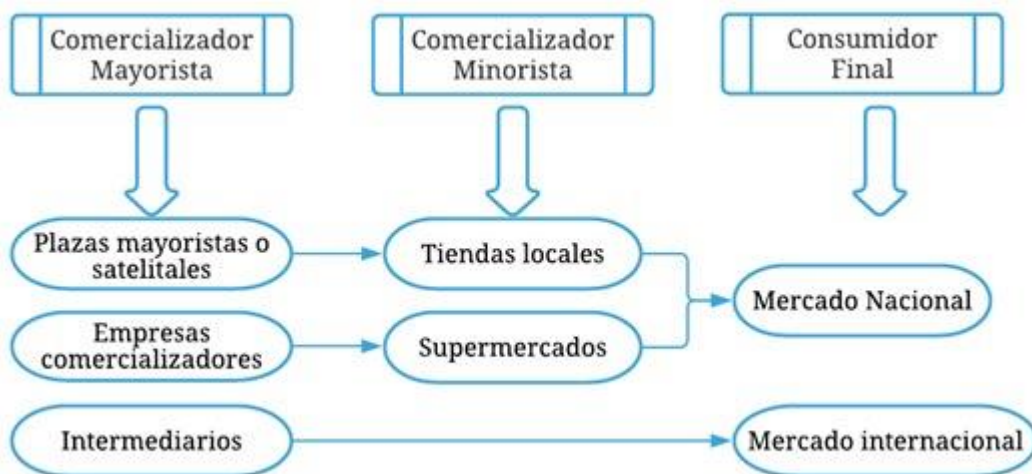 Comercializador
Mayorista
Comercializador
Minorista
Consumidor
Final
Plazas mayoristas o
satelitales
Tiendas locales
Mercado Nacional
Empresas
comercializadores
Supermercados
Intermediarios
Mercado internacional